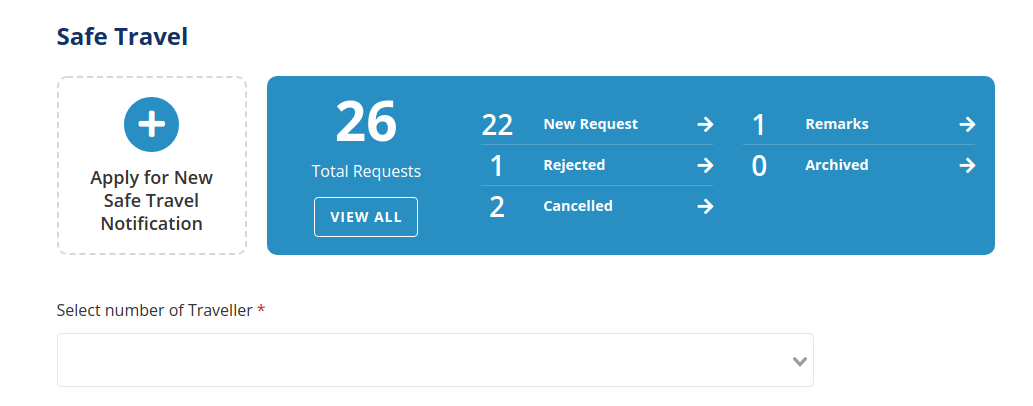 Safe Travel
Apply for New
Safe Travel
Notification
26
Total Requests
VIEW ALL
22 New Request
1 Rejected
2 Cancelled
1 Remarks
0 Archived
Select number of Traveller *